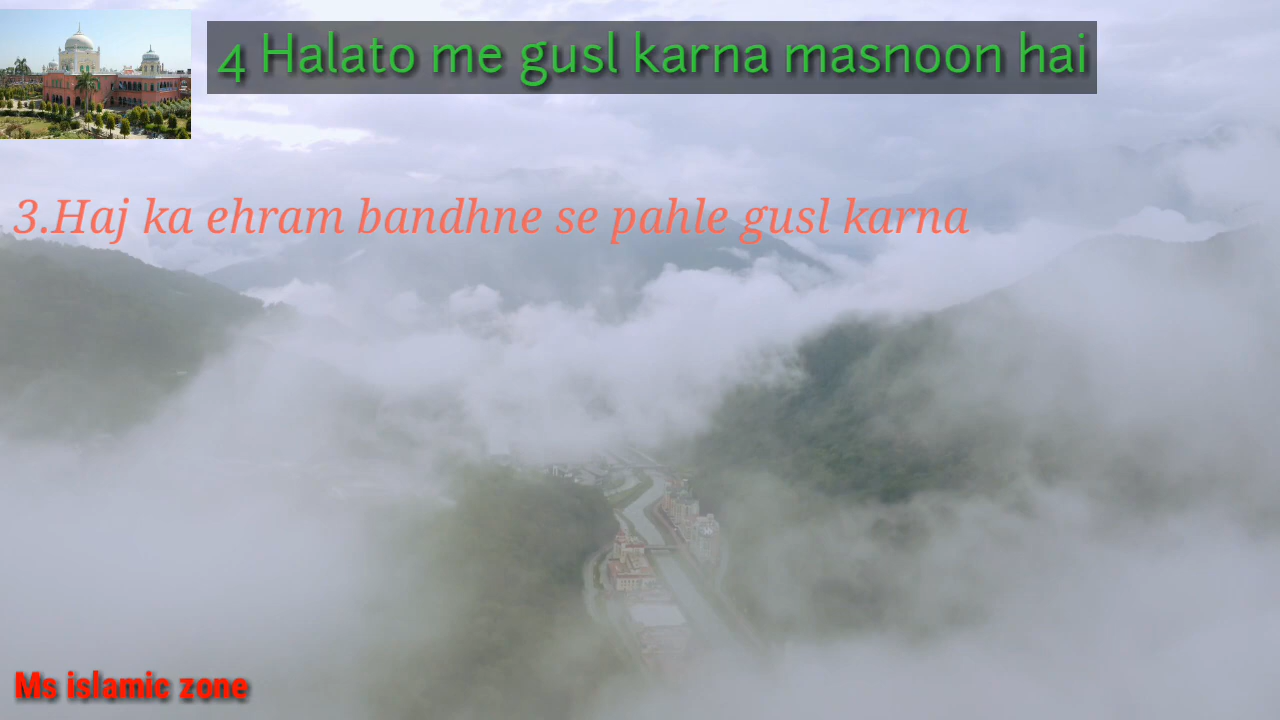 4 Halato me gusl karna masnoon hai
3.Haj ka ehram bandhne se pahle gusl karna
Ms islamic zone